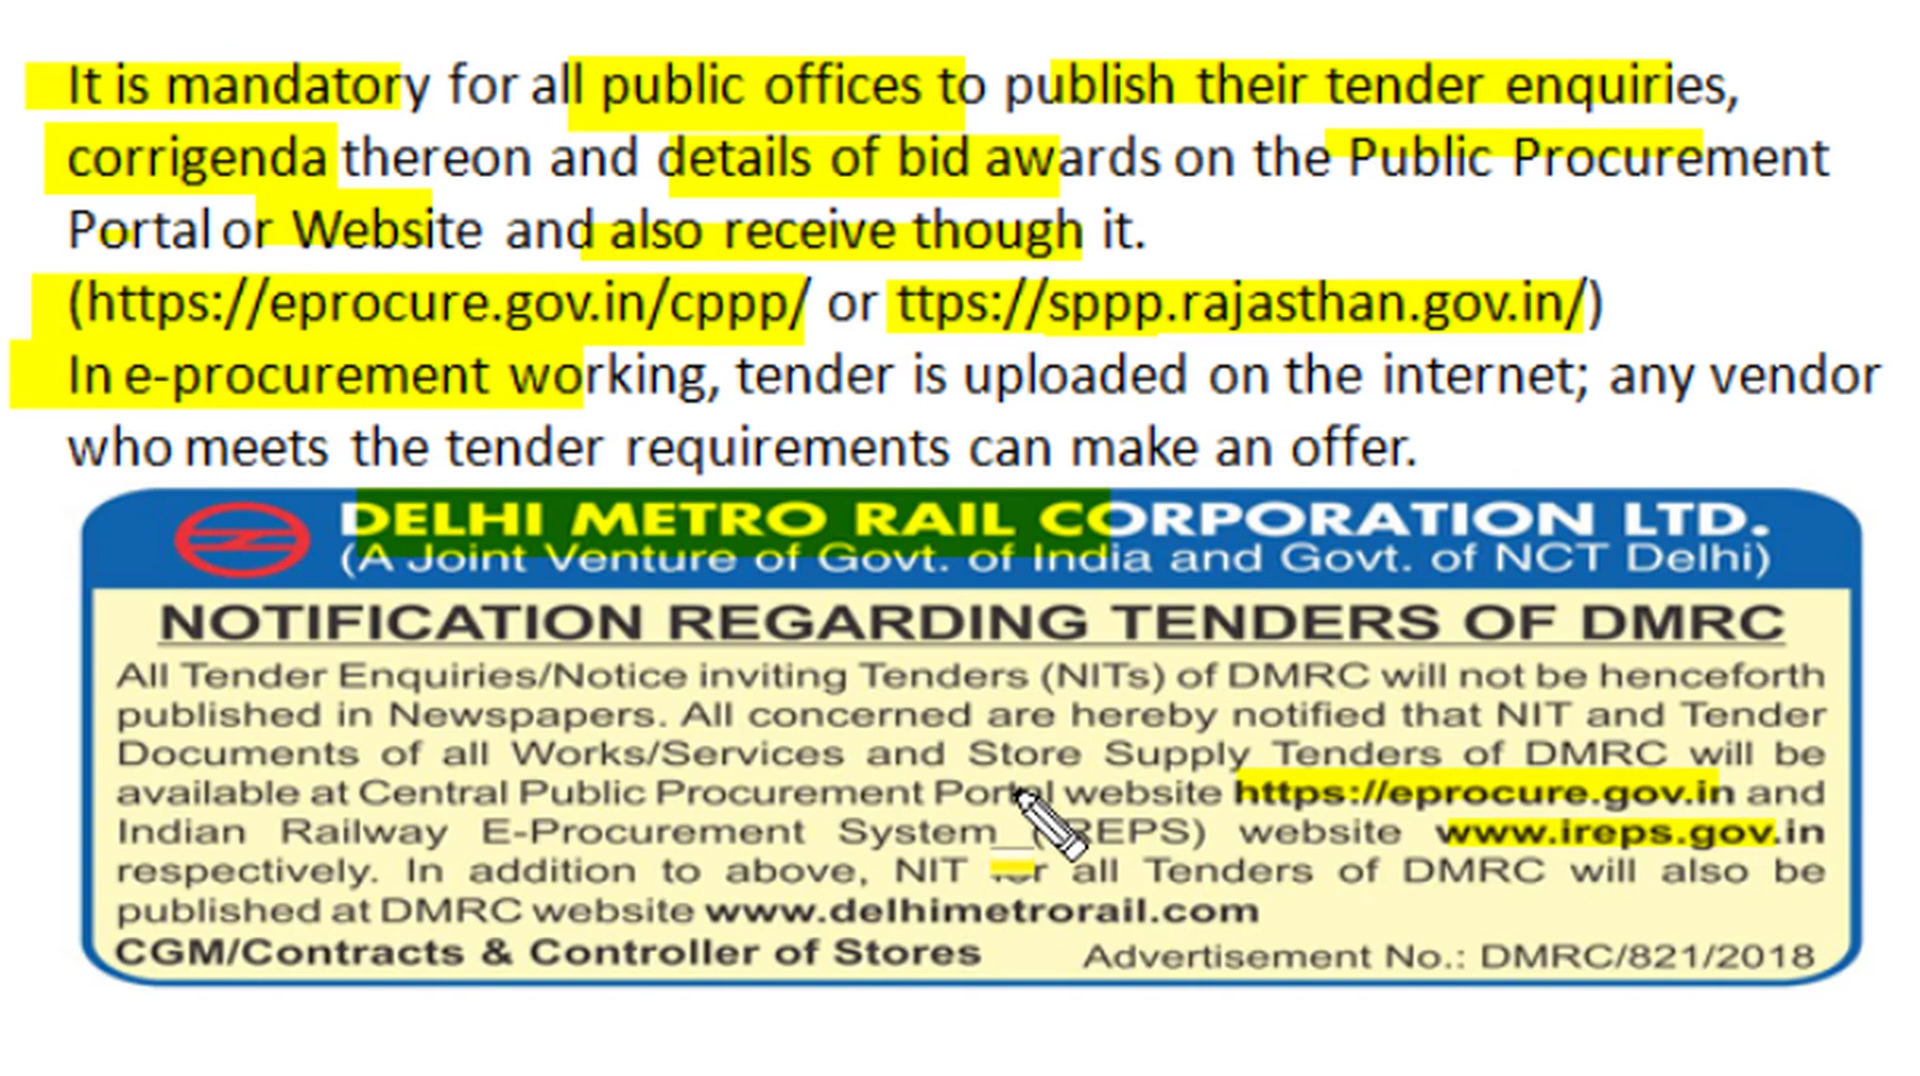 It is mandatory for all public offices to publish their tender enquiries,
corrigenda thereon and details of bid awards on the Public Procurement
Portal or Website and also receive though it.
(https://eprocure.gov.in/cppp/ or ttps://sppp.rajasthan.gov.in/)
In e-procurement working, tender is uploaded on the internet; any vendor
who meets the tender requirements can make an offer.
DELHI METRO RAIL CORPORATION LTD.
(A Joint Venture of Govt. of India and Govt. of NCT Delhi)
NOTIFICATION REGARDING TENDERS OF DMRC
All Tender Enquiries/Notice inviting Tenders (NITs) of DMRC will not be henceforth
published in Newspapers. All concerned are hereby notified that NIT and Tender
Documents of all Works/Services and Store Supply Tenders of DMRC will be
available at Central Public Procurement Portal website https://eprocure.gov.in and
Indian Railway E-Procurement System (IREPS) website www.ireps.gov.in
respectively. In addition to above, NIT for all Tenders of DMRC will also be
published at DMRC website www.delhimetrorail.com
CGM/Contracts & Controller of Stores Advertisement No.: DMRC/821/2018